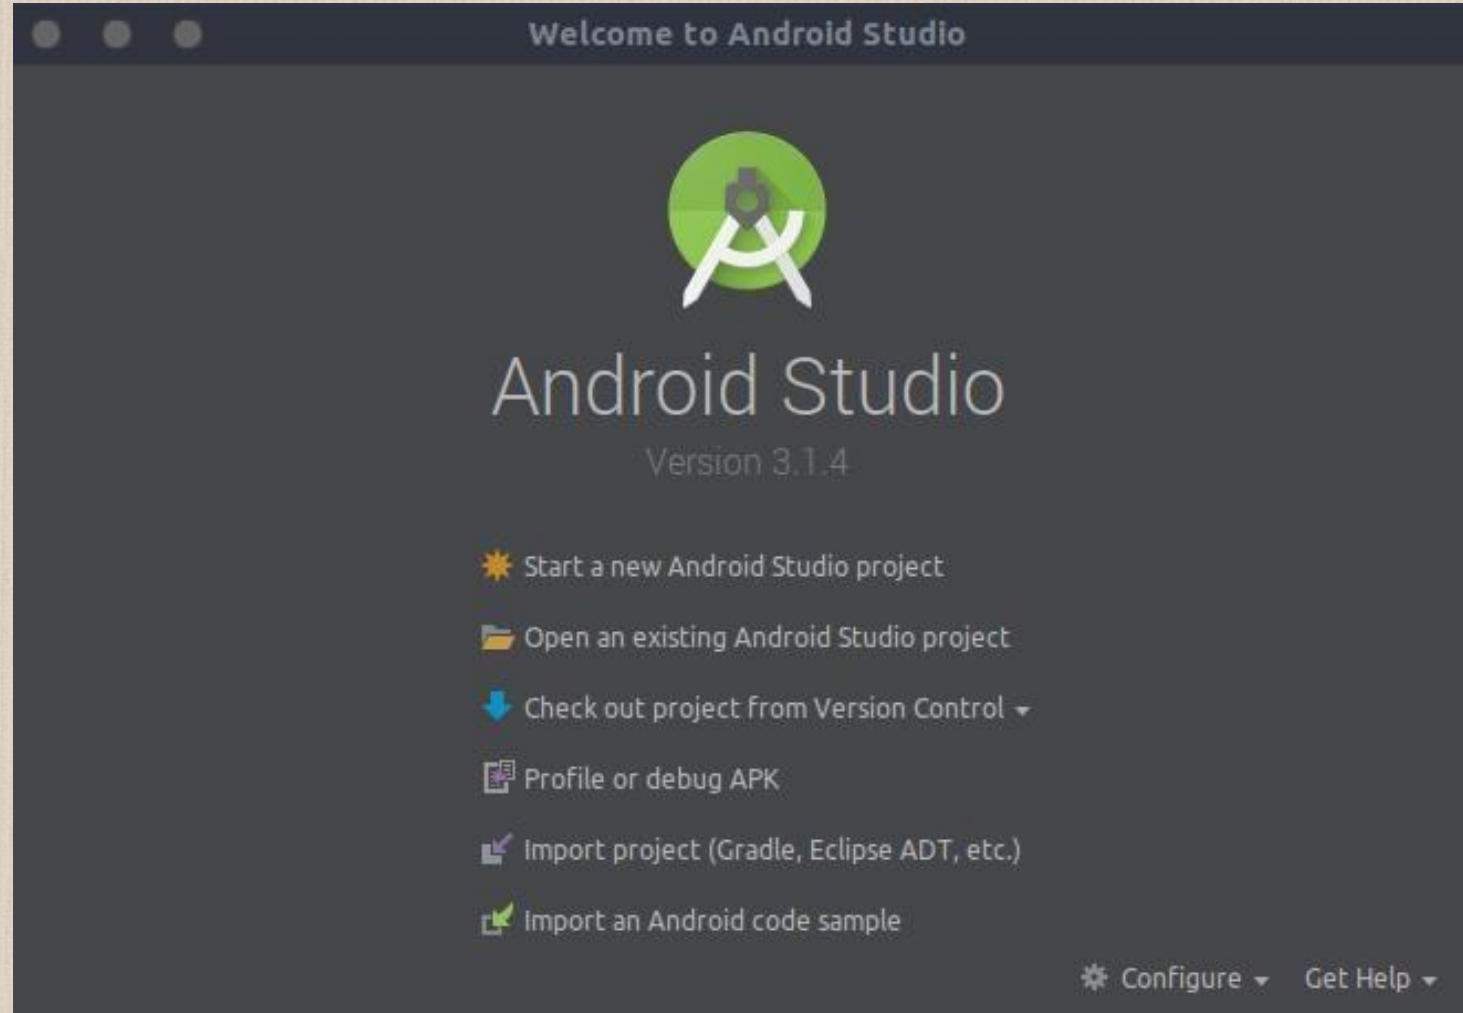 Welcome to Android Studio
Android Studio
Version 3.1.4
Start a new Android Studio project
Open an existing Android Studio project
Check out project from Version Control
Profile or debug APK
Import project (Gradle, Eclipse ADT, etc.)
Import an Android code sample
Configure Get Help